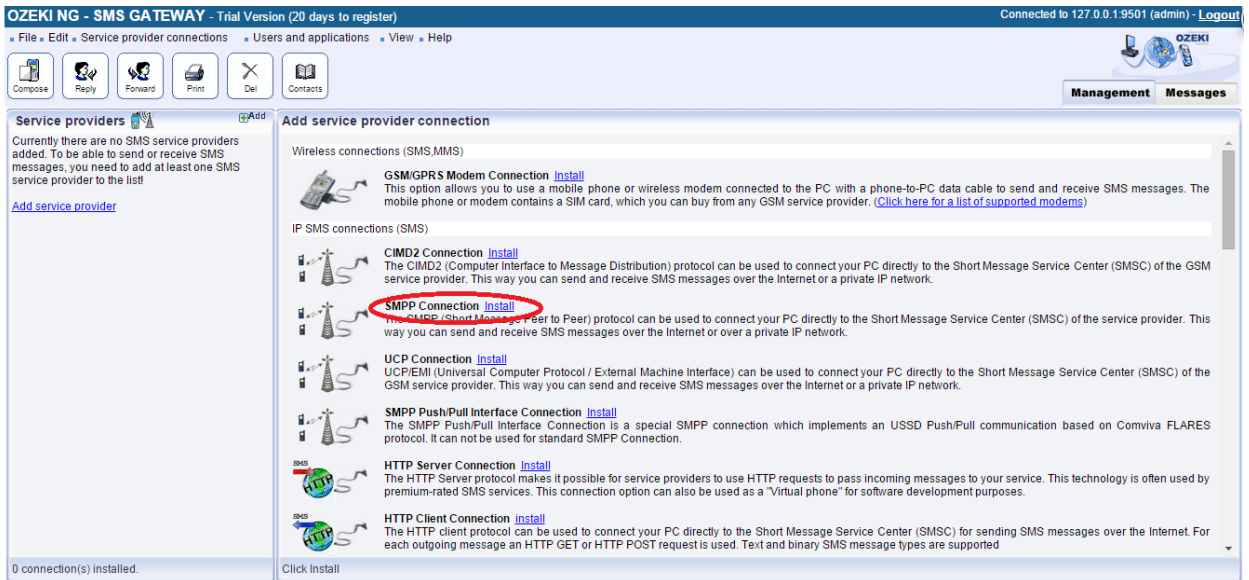 OZEKI NG - SMS GATEWAY - Trial Version (20 days to register)
Connected to 127.0.0.1:9501 (admin) - Logout
File Edit Service provider connections Users and applications View Help
OZEKI
Compose Reply Forward Print Del Contacts
Management Messages
Service providers Add
Currently there are no SMS service providers
added. To be able to send or receive SMS
messages, you need to add at least one SMS
service provider to the list!
Add service provider
0 connection(s) installed.
Add service provider connection
Wireless connections (SMS,MMS)
GSM/GPRS Modem Connection Install
This option allows you to use a mobile phone or wireless modem connected to the PC with a phone-to-PC data cable to send and receive SMS messages. The
mobile phone or modem contains a SIM card, which you can buy from any GSM service provider. (Click here for a list of supported modems)
IP SMS connections (SMS)
CIMD2 Connection Install
The CIMD2 (Computer Interface to Message Distribution) protocol can be used to connect your PC directly to the Short Message Service Center (SMSC) of the GSM
service provider. This way you can send and receive SMS messages over the Internet or a private IP network.
SMPP Connection Install
The SMPP (Short Message Peer to Peer) protocol can be used to connect your PC directly to the Short Message Service Center (SMSC) of the service provider. This
way you can send and receive SMS messages over the Internet or over a private IP network.
UCP Connection Install
UCP/EMI (Universal Computer Protocol / External Machine Interface) can be used to connect your PC directly to the Short Message Service Center (SMSC) of the
GSM service provider. This way you can send and receive SMS messages over the Internet or a private IP network.
SMPP Push/Pull Interface Connection Install
The SMPP Push/Pull Interface Connection is a special SMPP connection which implements an USSD Push/Pull communication based on Comviva FLARES
protocol. It can not be used for standard SMPP Connection.
SMS
HTTP
HTTP Server Connection Install
The HTTP Server protocol makes it possible for service providers to use HTTP requests to pass incoming messages to your service. This technology is often used by
premium-rated SMS services. This connection option can also be used as a "Virtual phone" for software development purposes.
SMS
HTTP
HTTP Client Connection install
The HTTP client protocol can be used to connect your PC directly to the Short Message Service Center (SMSC) for sending SMS messages over the Internet. For
each outgoing message an HTTP GET or HTTP POST request is used. Text and binary SMS message types are supported
Click Install